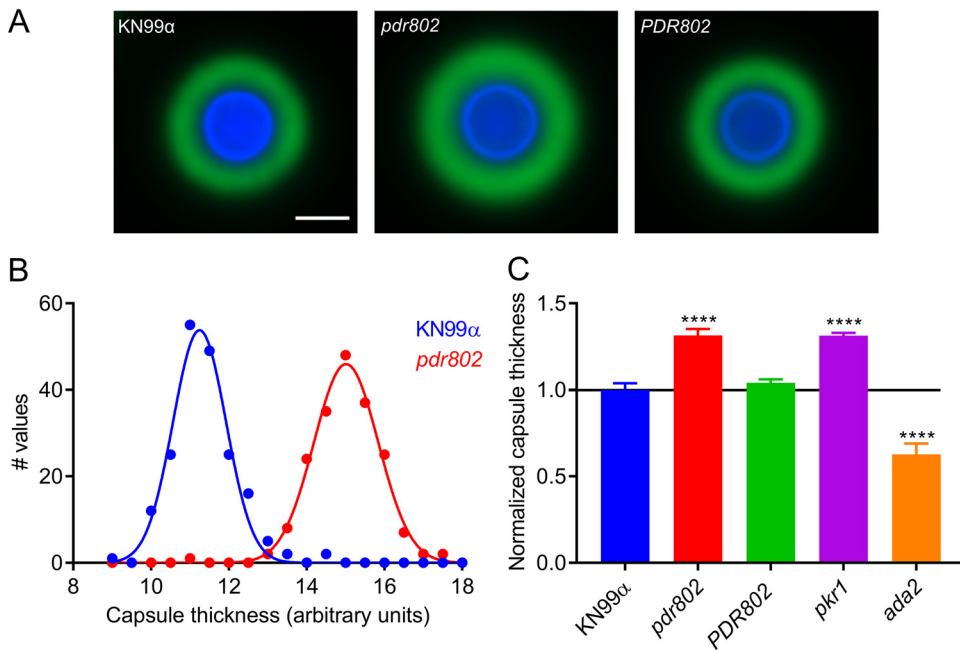 A
KN99α
pdr802
PDR802
B
60
40
20
0
# values
KN99α
pdr802
8
10
12
14
16
18
Capsule thickness (arbitrary units)
C
1.5
1.0
0.5
0.0
Normalized capsule thickness
****
****
****
KN99α
pdr802
PDR802
pkr1
ada2